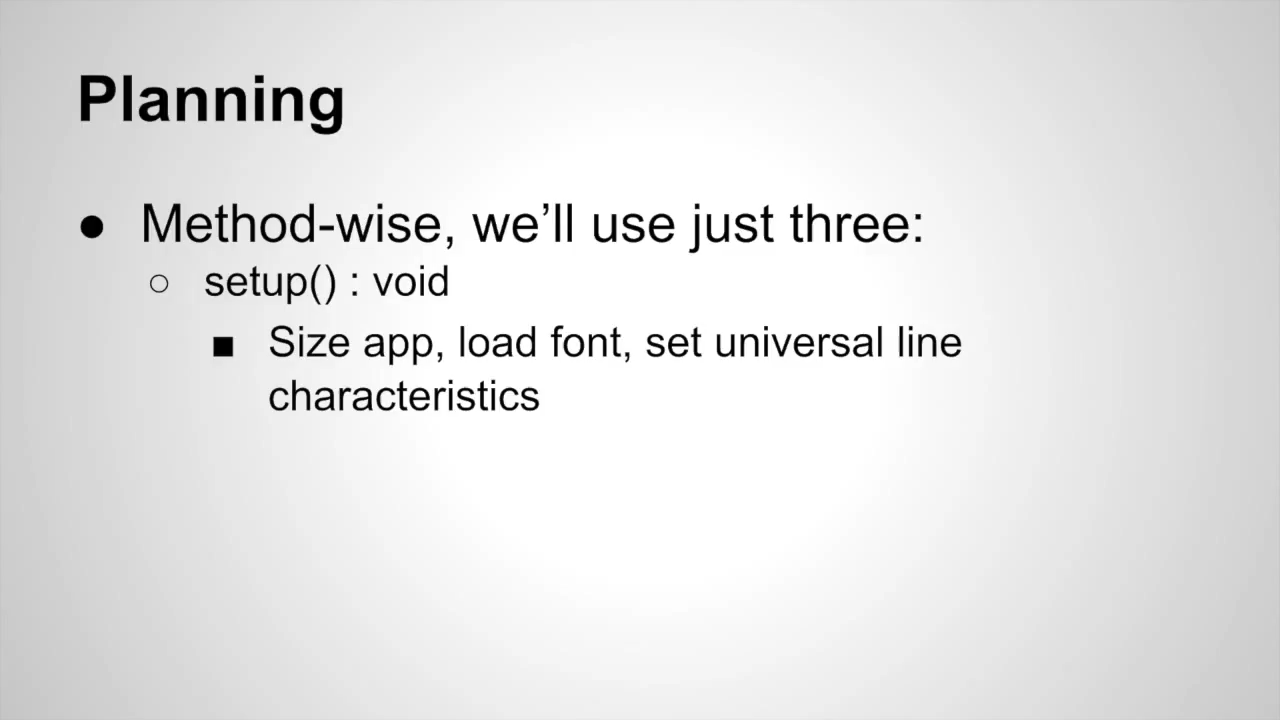 Planning
● Method-wise, we’ll use just three:
○ setup() : void
■ Size app, load font, set universal line
characteristics